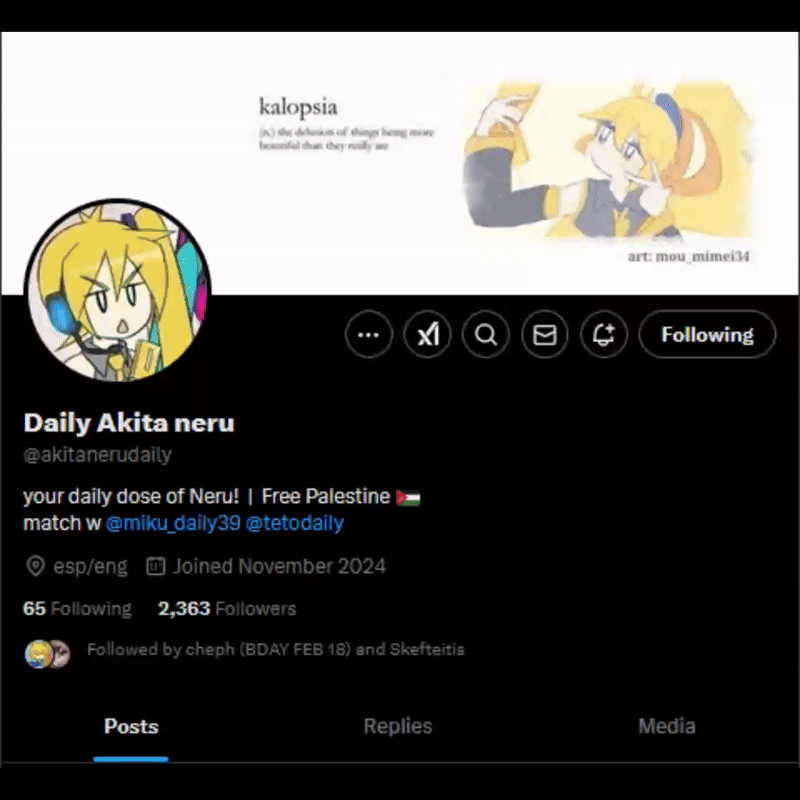 kalopsia
(n.) the delusion of things being more
beautiful than they really are
art: mou_mimei34
Following
Daily Akita neru
@akitanerudaily
your daily dose of Neru! | Free Palestine 🇵🇸
match w @miku_daily39 @tetodaily
esp/eng Joined November 2024
65 Following 2,363 Followers
Followed by cheph (BDAY FEB 18) and Skefteitis
Posts Replies Media